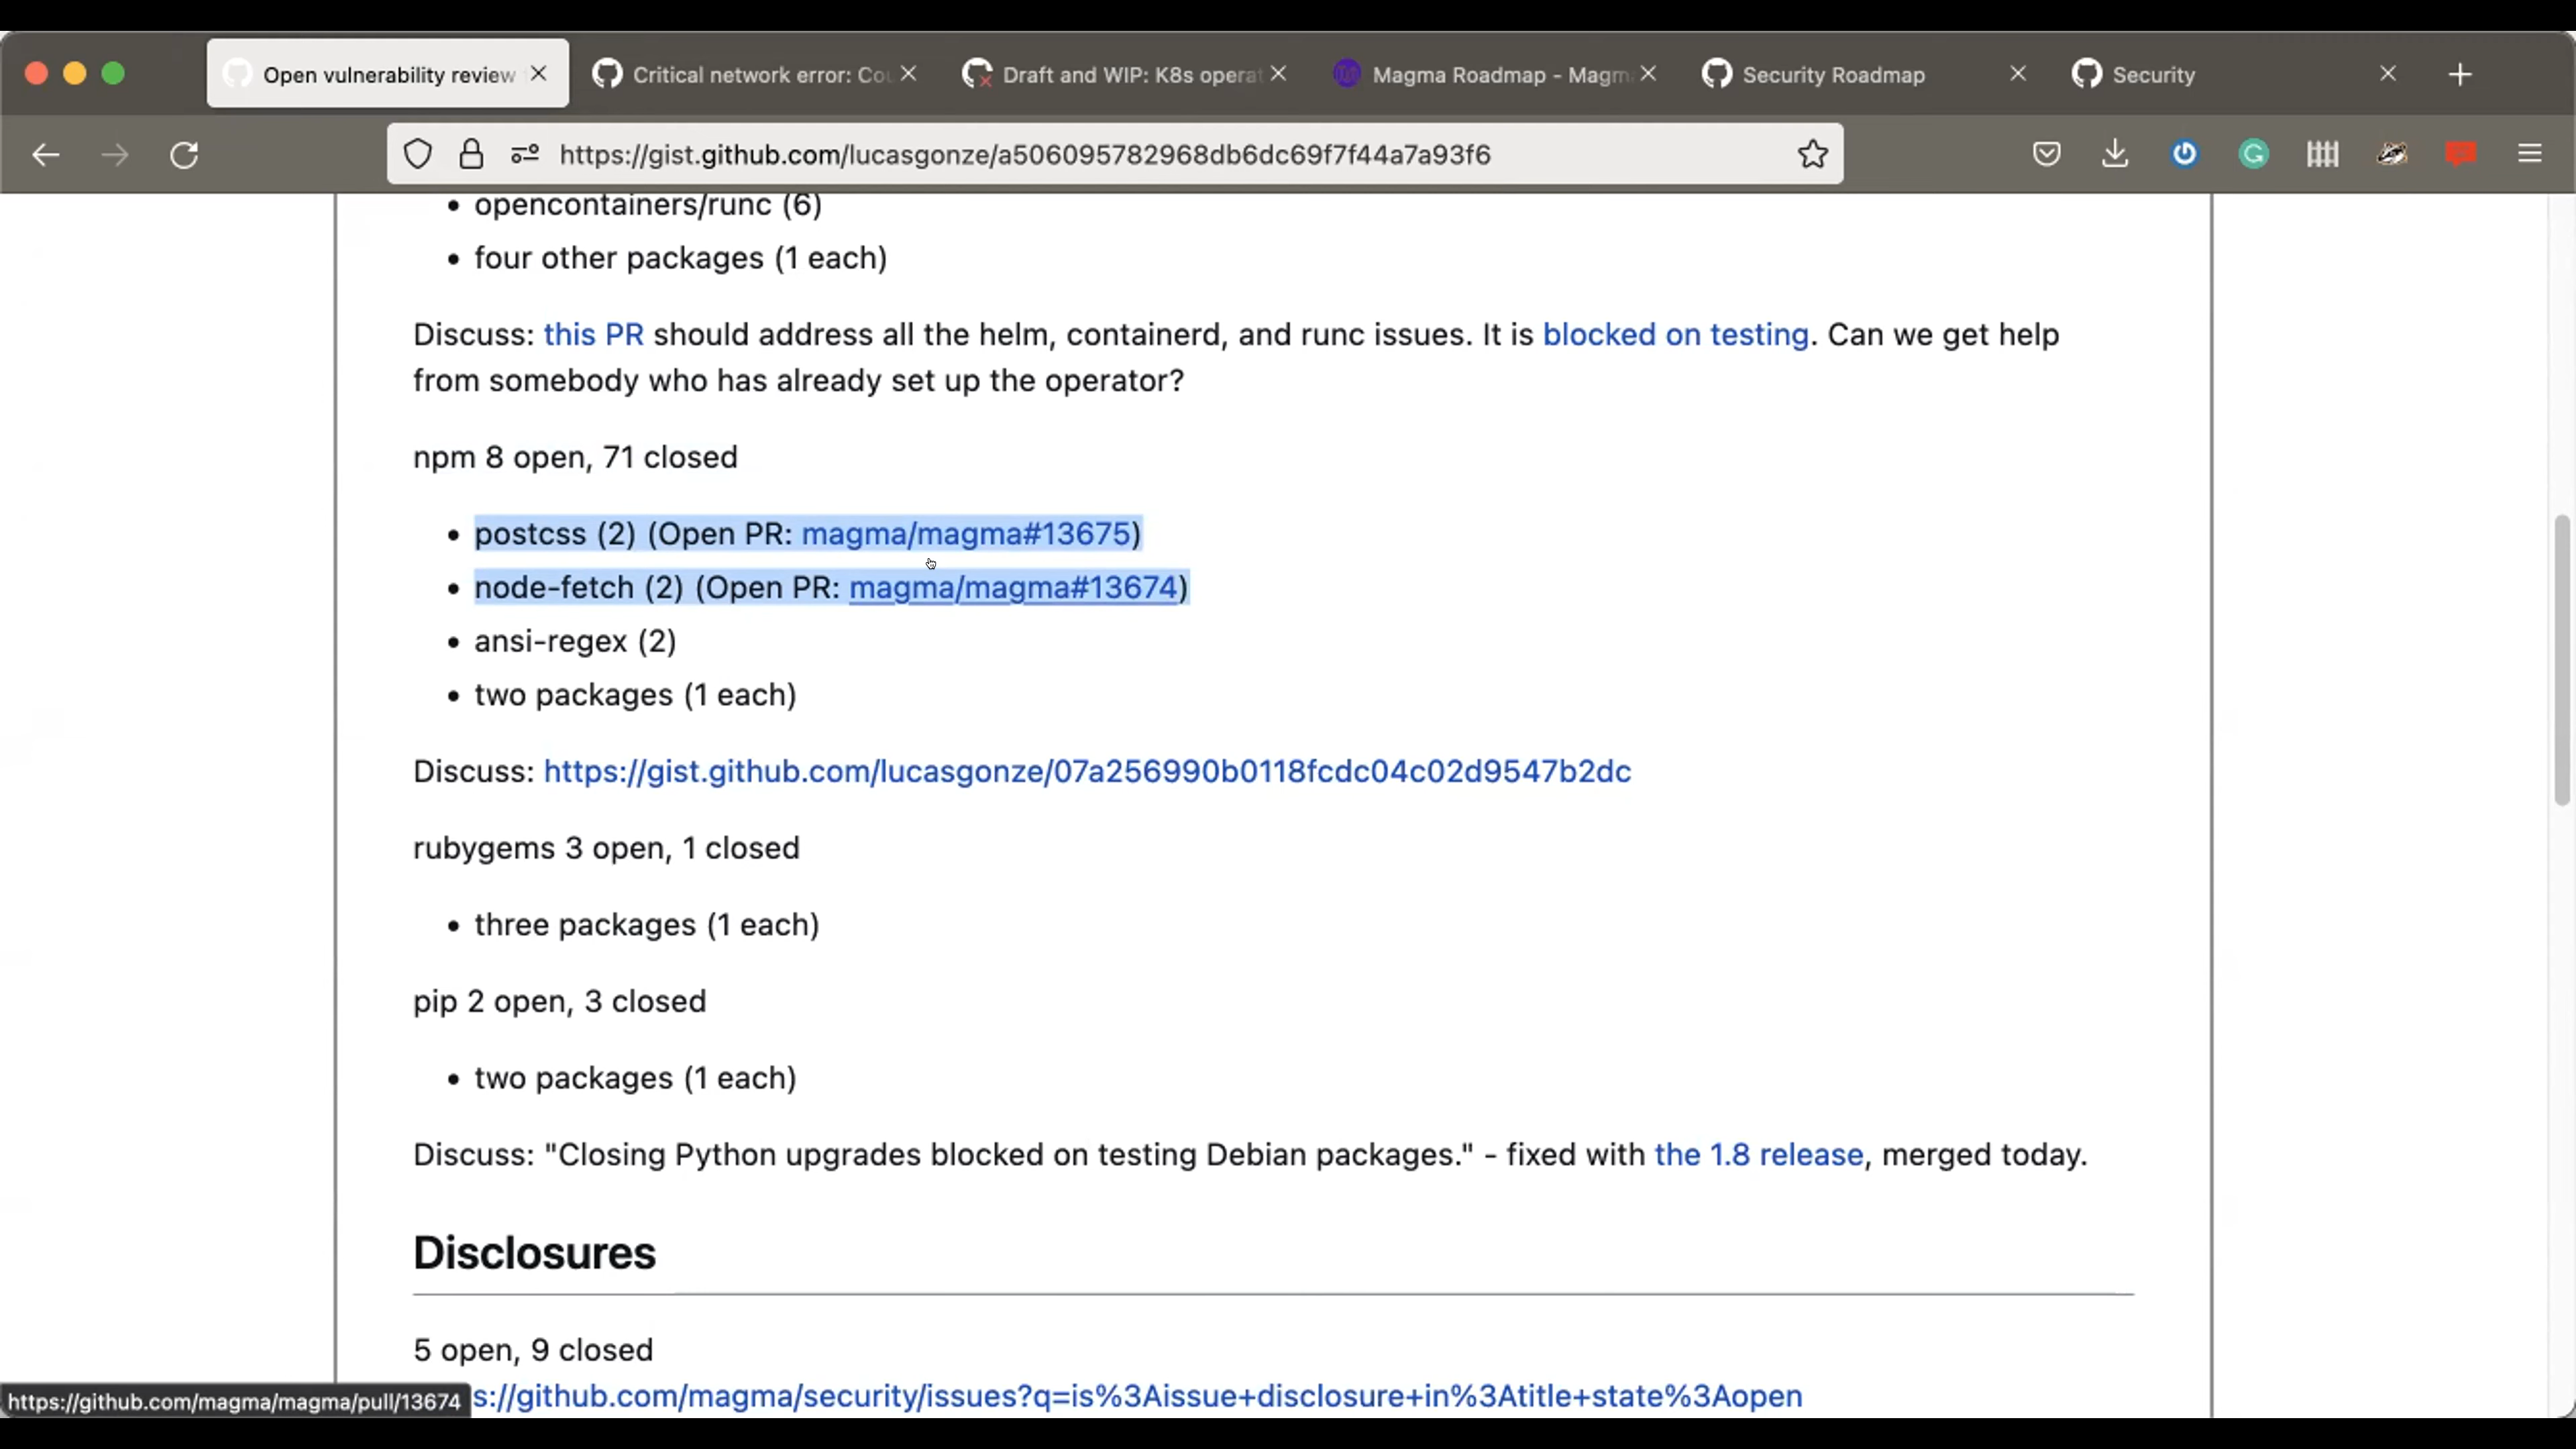 Open vulnerability review
Critical network error: Cou
Draft and WIP: K8s operat
Magma Roadmap - Magma
Security Roadmap
Security
https://gist.github.com/lucasgonze/a506095782968db6dc69f7f44a7a93f6
• opencontainers/runc (6)
• four other packages (1 each)
Discuss: this PR should address all the helm, containerd, and runc issues. It is blocked on testing. Can we get help
from somebody who has already set up the operator?
npm 8 open, 71 closed
• postcss (2) (Open PR: magma/magma#13675)
• node-fetch (2) (Open PR: magma/magma#13674)
• ansi-regex (2)
• two packages (1 each)
Discuss: https://gist.github.com/lucasgonze/07a256990b0118fcdc04c02d9547b2dc
rubygems 3 open, 1 closed
• three packages (1 each)
pip 2 open, 3 closed
• two packages (1 each)
Discuss: "Closing Python upgrades blocked on testing Debian packages." - fixed with the 1.8 release, merged today.
Disclosures
5 open, 9 closed
s://github.com/magma/security/issues?q=is%3Aissue+disclosure+in%3Atitle+state%3Aopen
https://github.com/magma/magma/pull/13674